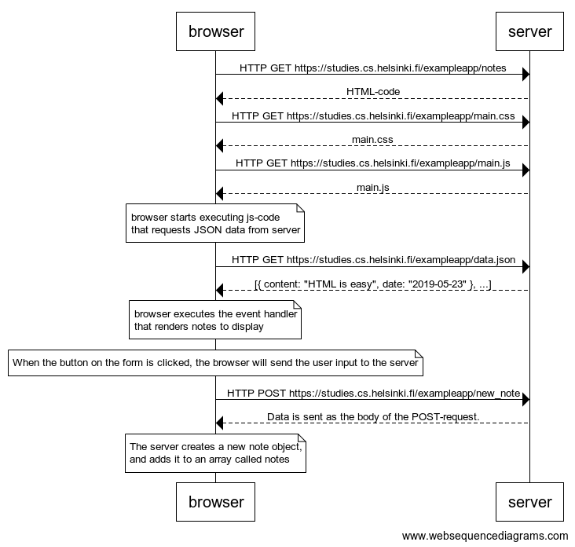 browser
server
HTTP GET https://studies.cs.helsinki.fi/exampleapp/notes
HTML-code
HTTP GET https://studies.cs.helsinki.fi/exampleapp/main.css
main.css
HTTP GET https://studies.cs.helsinki.fi/exampleapp/main.js
main.js
browser starts executing js-code
that requests JSON data from server
HTTP GET https://studies.cs.helsinki.fi/exampleapp/data.json
[{ content: "HTML is easy", date: "2019-05-23" }, ...]
browser executes the event handler
that renders notes to display
When the button on the form is clicked, the browser will send the user input to the server
HTTP POST https://studies.cs.helsinki.fi/exampleapp/new_note
Data is sent as the body of the POST-request.
The server creates a new note object,
and adds it to an array called notes
browser
server
www.websequencediagrams.com